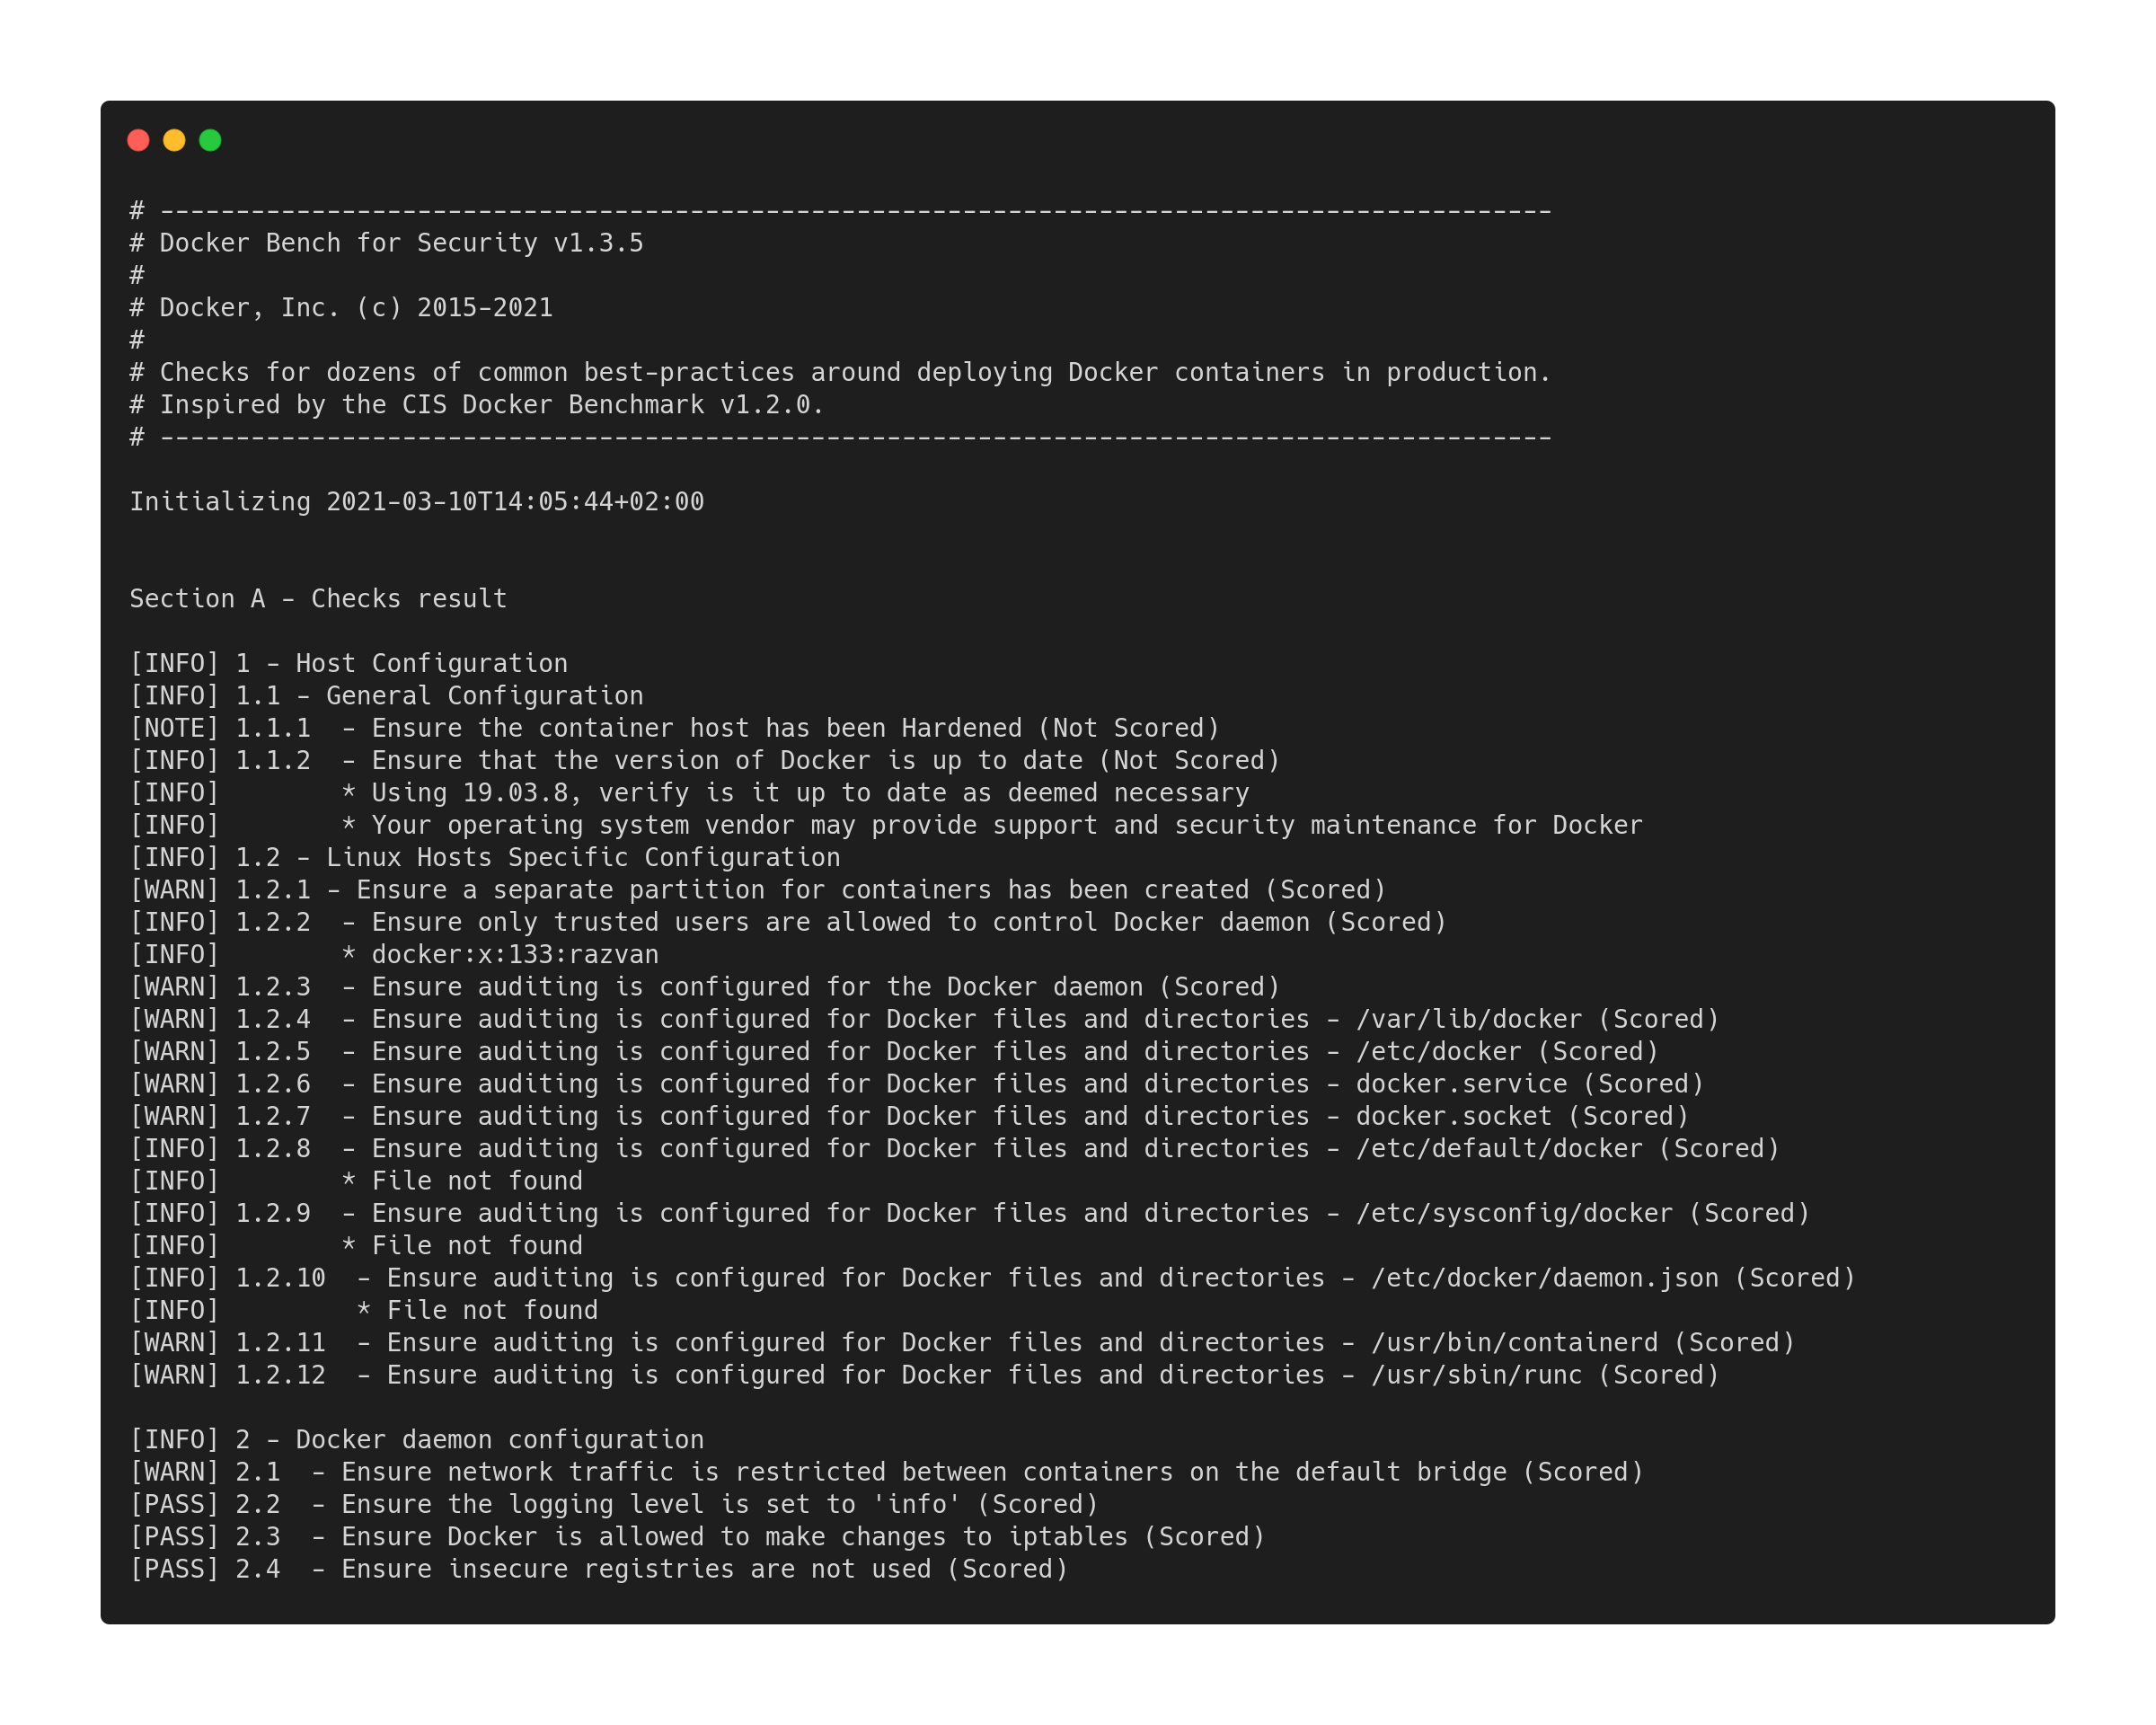 # --------------------------------------------------------------------------------------------
# Docker Bench for Security v1.3.5
#
# Docker, Inc. (c) 2015-2021
#
# Checks for dozens of common best-practices around deploying Docker containers in production.
# Inspired by the CIS Docker Benchmark v1.2.0.
# --------------------------------------------------------------------------------------------

Initializing 2021-03-10T14:05:44+02:00


Section A - Checks result

[INFO] 1 - Host Configuration
[INFO] 1.1 - General Configuration
[NOTE] 1.1.1  - Ensure the container host has been Hardened (Not Scored)
[INFO] 1.1.2  - Ensure that the version of Docker is up to date (Not Scored)
[INFO]        * Using 19.03.8, verify is it up to date as deemed necessary
[INFO]        * Your operating system vendor may provide support and security maintenance for Docker
[INFO] 1.2 - Linux Hosts Specific Configuration
[WARN] 1.2.1 - Ensure a separate partition for containers has been created (Scored)
[INFO] 1.2.2  - Ensure only trusted users are allowed to control Docker daemon (Scored)
[INFO]        * docker:x:133:razvan
[WARN] 1.2.3  - Ensure auditing is configured for the Docker daemon (Scored)
[WARN] 1.2.4  - Ensure auditing is configured for Docker files and directories - /var/lib/docker (Scored)
[WARN] 1.2.5  - Ensure auditing is configured for Docker files and directories - /etc/docker (Scored)
[WARN] 1.2.6  - Ensure auditing is configured for Docker files and directories - docker.service (Scored)
[WARN] 1.2.7  - Ensure auditing is configured for Docker files and directories - docker.socket (Scored)
[INFO] 1.2.8  - Ensure auditing is configured for Docker files and directories - /etc/default/docker (Scored)
[INFO]        * File not found
[INFO] 1.2.9  - Ensure auditing is configured for Docker files and directories - /etc/sysconfig/docker (Scored)
[INFO]        * File not found
[INFO] 1.2.10  - Ensure auditing is configured for Docker files and directories - /etc/docker/daemon.json (Scored)
[INFO]         * File not found
[WARN] 1.2.11  - Ensure auditing is configured for Docker files and directories - /usr/bin/containerd (Scored)
[WARN] 1.2.12  - Ensure auditing is configured for Docker files and directories - /usr/sbin/runc (Scored)

[INFO] 2 - Docker daemon configuration
[WARN] 2.1  - Ensure network traffic is restricted between containers on the default bridge (Scored)
[PASS] 2.2  - Ensure the logging level is set to 'info' (Scored)
[PASS] 2.3  - Ensure Docker is allowed to make changes to iptables (Scored)
[PASS] 2.4  - Ensure insecure registries are not used (Scored)